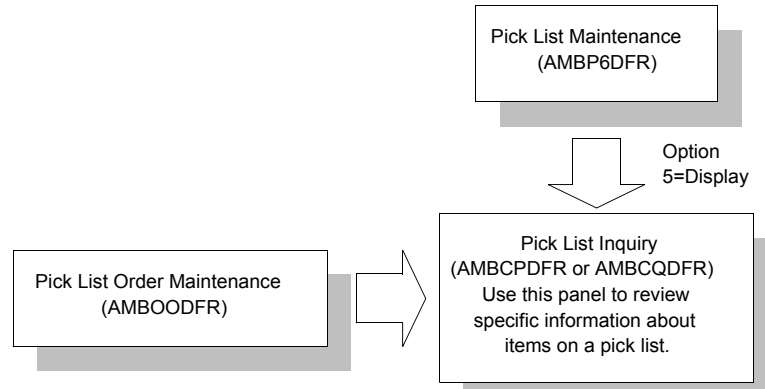 Pick List Maintenance
(AMBP6DFR)
Option
5=Display
Pick List Order Maintenance
(AMBOODFR)
Pick List Inquiry
(AMBCPDFR or AMBCQDFR)
Use this panel to review
specific information about
items on a pick list.